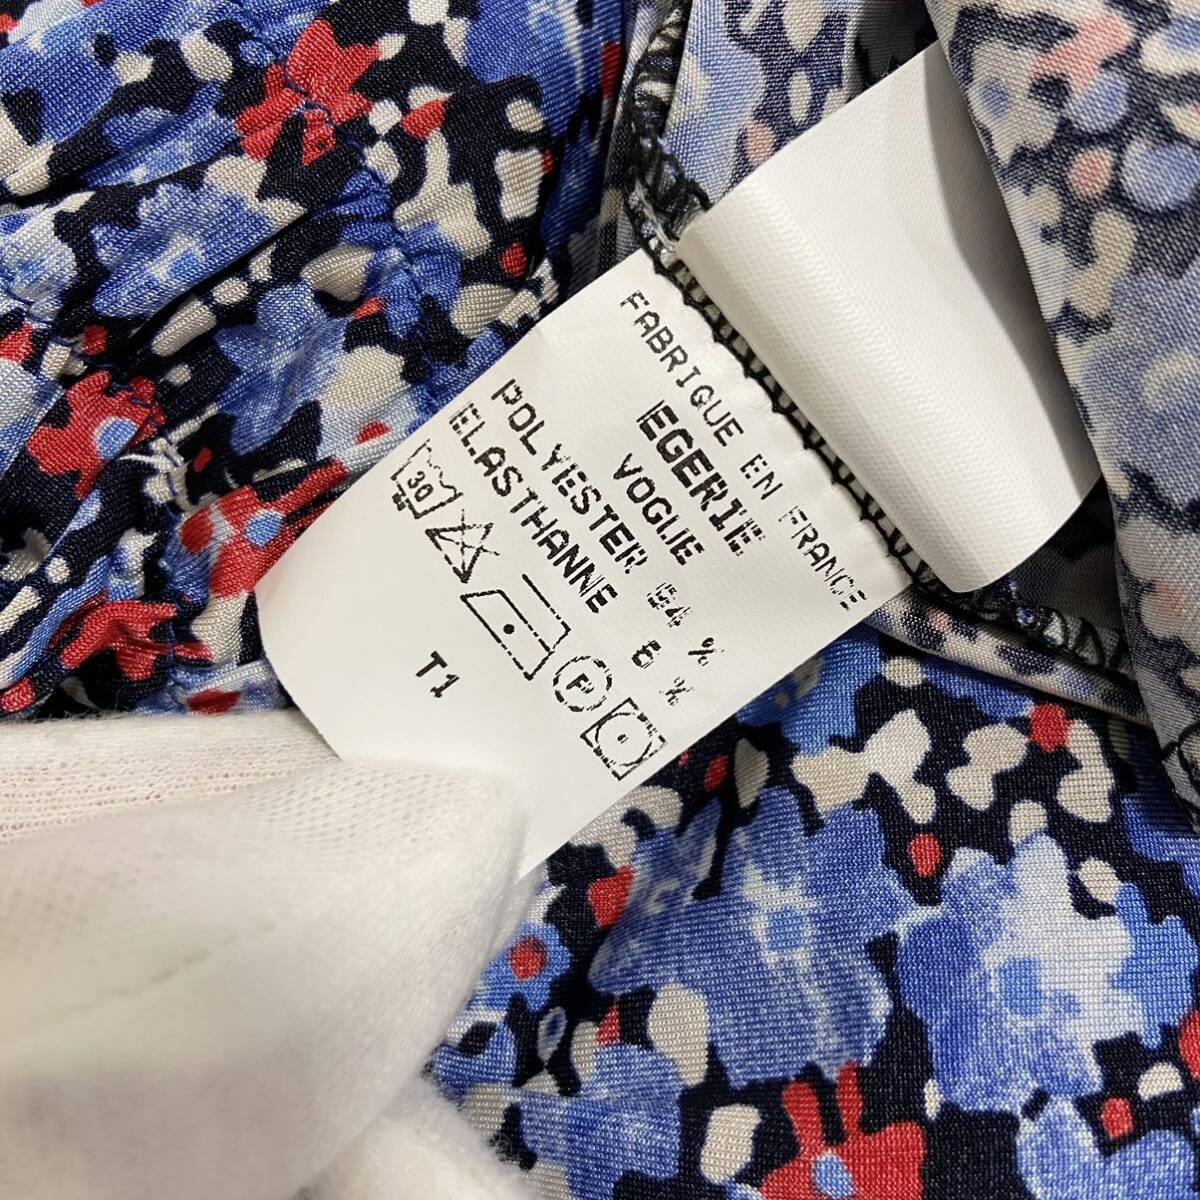 FABRIQUE EN FRANCE
EGERIE
VOGUE
POLYESTER 94 %
ELASTHANNE 6 %
30
P
T1